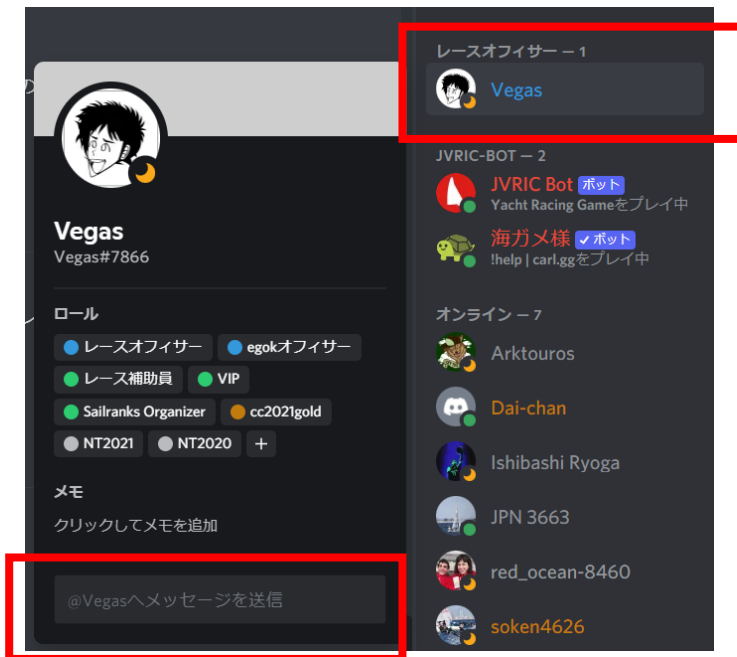 の
Vegas
Vegas#7866
ロール
レースオフィサー egokオフィサー
レース補助員 VIP
Sailranks Organizer cc2021gold
NT2021 NT2020 +
メモ
クリックしてメモを追加
@Vegasへメッセージを送信
レースオフィサー — 1
Vegas
JVRIC-BOT — 2
JVRIC Bot ボット
Yacht Racing Gameをプレイ中
海ガメ様 ✓ボット
!help | carl.ggをプレイ中
オンライン — 7
Arktouros
Dai-chan
Ishibashi Ryoga
JPN 3663
red_ocean-8460
soken4626